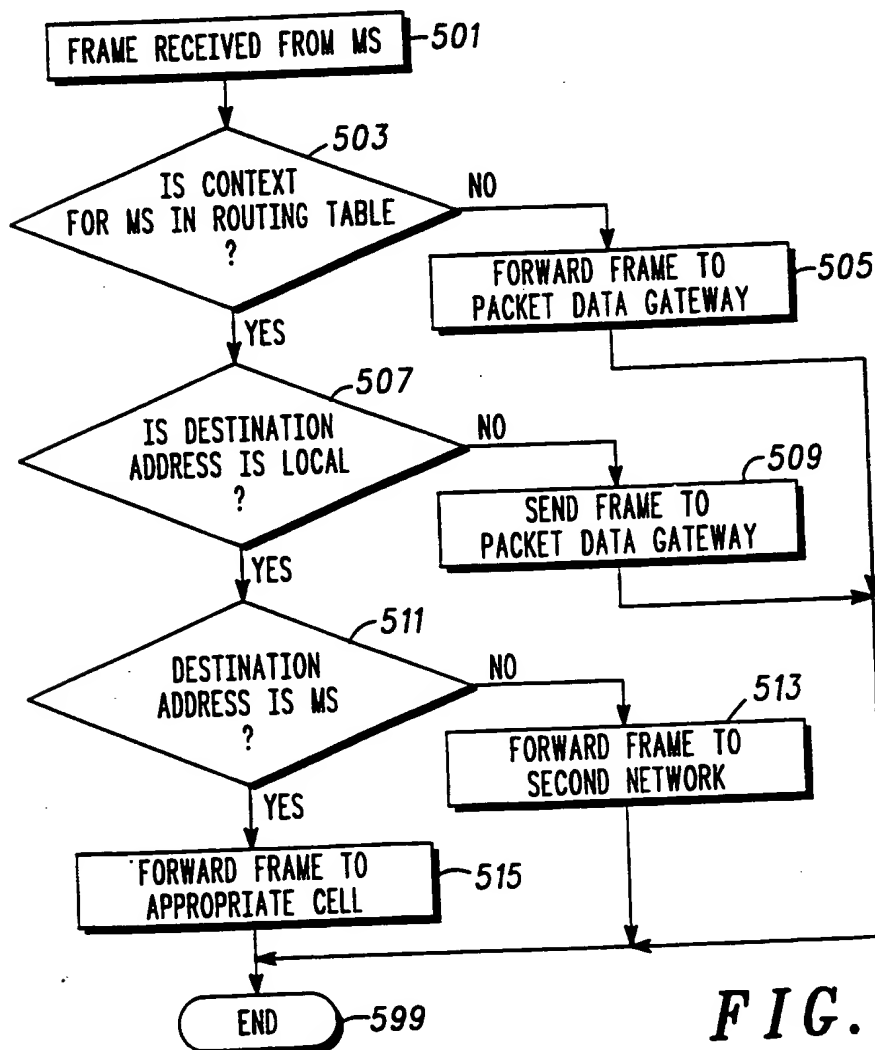 FRAME RECEIVED FROM MS
501
503
IS CONTEXT
FOR MS IN ROUTING TABLE
?
NO
FORWARD FRAME TO
PACKET DATA GATEWAY
505
YES
507
IS DESTINATION
ADDRESS IS LOCAL
?
NO
509
SEND FRAME TO
PACKET DATA GATEWAY
YES
511
DESTINATION
ADDRESS IS MS
?
NO
513
FORWARD FRAME TO
SECOND NETWORK
YES
FORWARD FRAME TO
APPROPRIATE CELL
515
END
599
FIG.